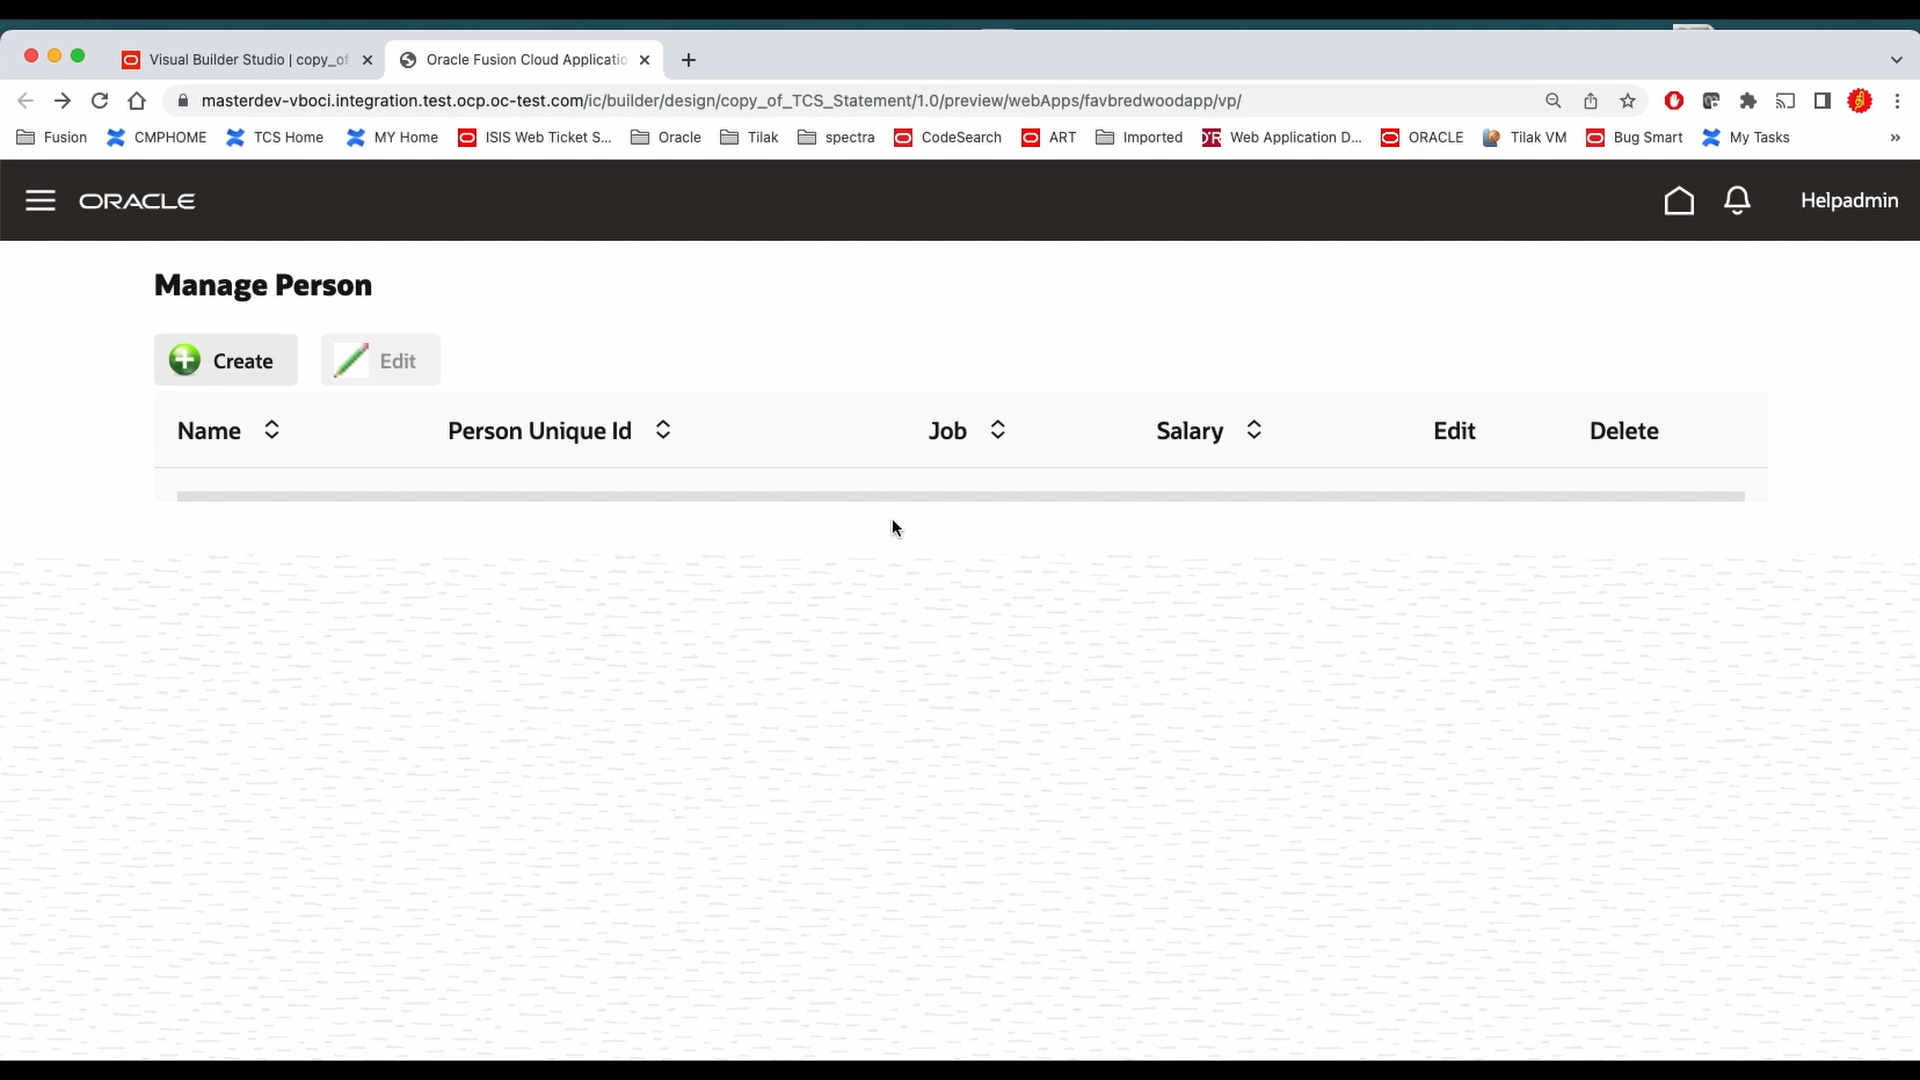 Visual Builder Studio | copy_of
Oracle Fusion Cloud Applicatio
masterdev-vboci.integration.test.ocp.oc-test.com/ic/builder/design/copy_of_TCS_Statement/1.0/preview/webApps/favbredwoodapp/vp/
Fusion CMPHOME TCS Home MY Home ISIS Web Ticket S... Oracle Tilak spectra CodeSearch ART Imported Web Application D... ORACLE Tilak VM Bug Smart My Tasks »
ORACLE Helpadmin
Manage Person
Create Edit
Name Person Unique Id Job Salary Edit Delete